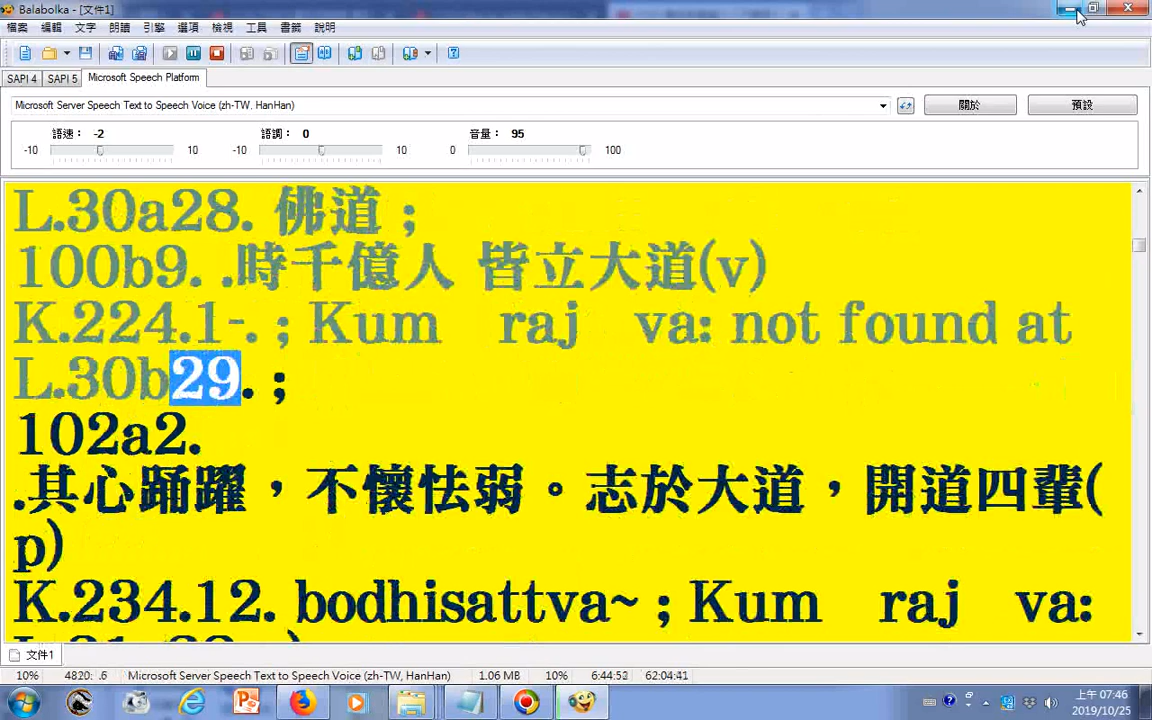 Balabolka - [文件1]
檔案 編輯 文字 朗讀 引擎 選項 檢視 工具 書籤 說明
SAPI 4 SAPI 5 Microsoft Speech Platform
Microsoft Server Speech Text to Speech Voice (zh-TW, HanHan) 關於 預設
語速： -2 語調： 0 音量： 95
-10 10 -10 10 0 100
L.30a28. 佛道 ;
100b9. .時千億人 皆立大道(v)
K.224.1-. ; Kum raj va: not found at
L.30b29. ;
102a2.
.其心踊躍，不懷怯弱。志於大道，開道四輩(
p)
K.234.12. bodhisattva~ ; Kum raj va:
文件1
10% 4820: .6 Microsoft Server Speech Text to Speech Voice (zh-TW, HanHan) 1.06 MB 10% 6:44:52 62:04:41
上午 07:46
2019/10/25